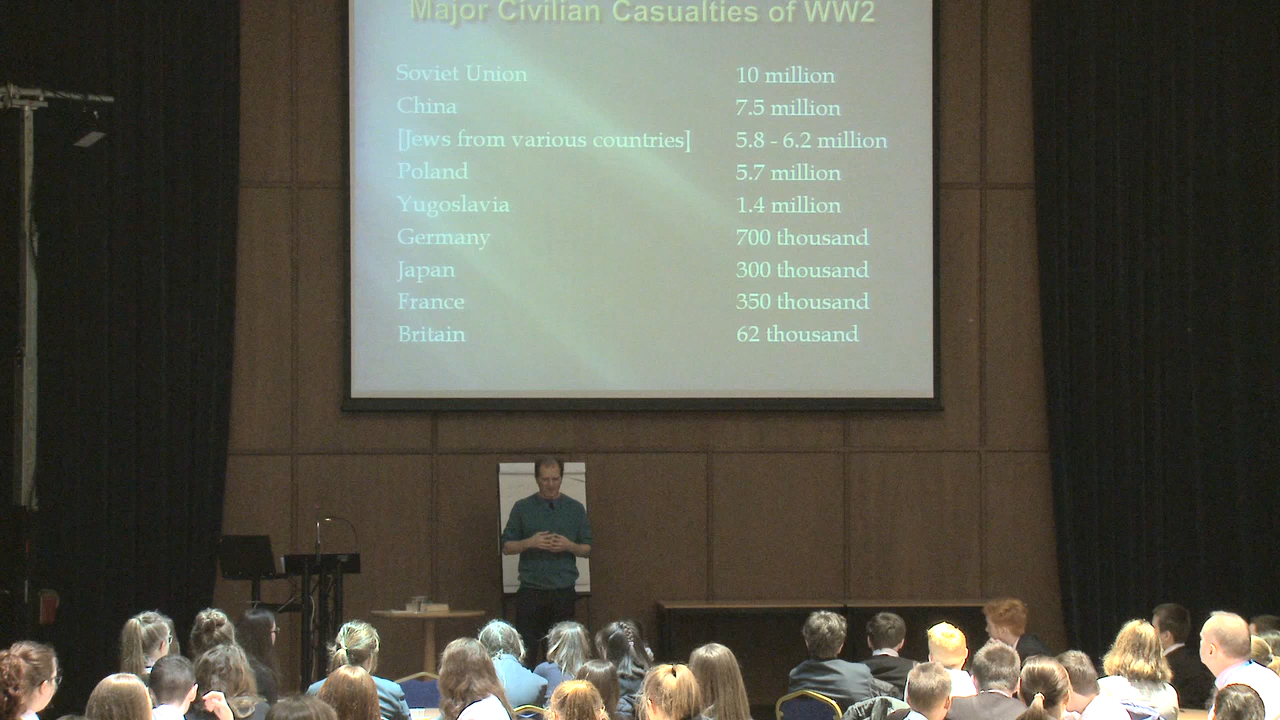 Major Civilian Casualties of WW2
Soviet Union 10 million
China 7.5 million
[Jews from various countries] 5.8 - 6.2 million
Poland 5.7 million
Yugoslavia 1.4 million
Germany 700 thousand
Japan 300 thousand
France 350 thousand
Britain 62 thousand